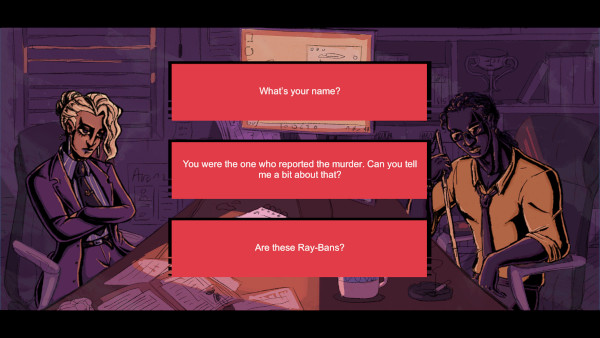 What's your name?
You were the one who reported the murder. Can you tell
me a bit about that?
Are these Ray-Bans?